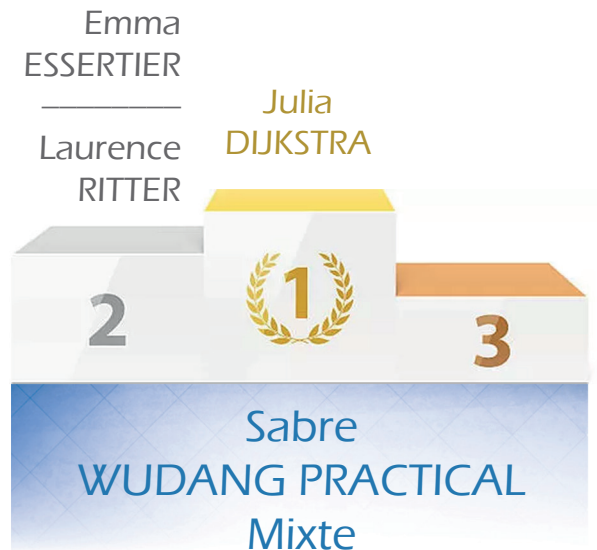 Emma
ESSERTIER
Laurence
RITTER
Julia
DIJKSTRA
2
1
3
Sabre
WUDANG PRACTICAL
Mixte